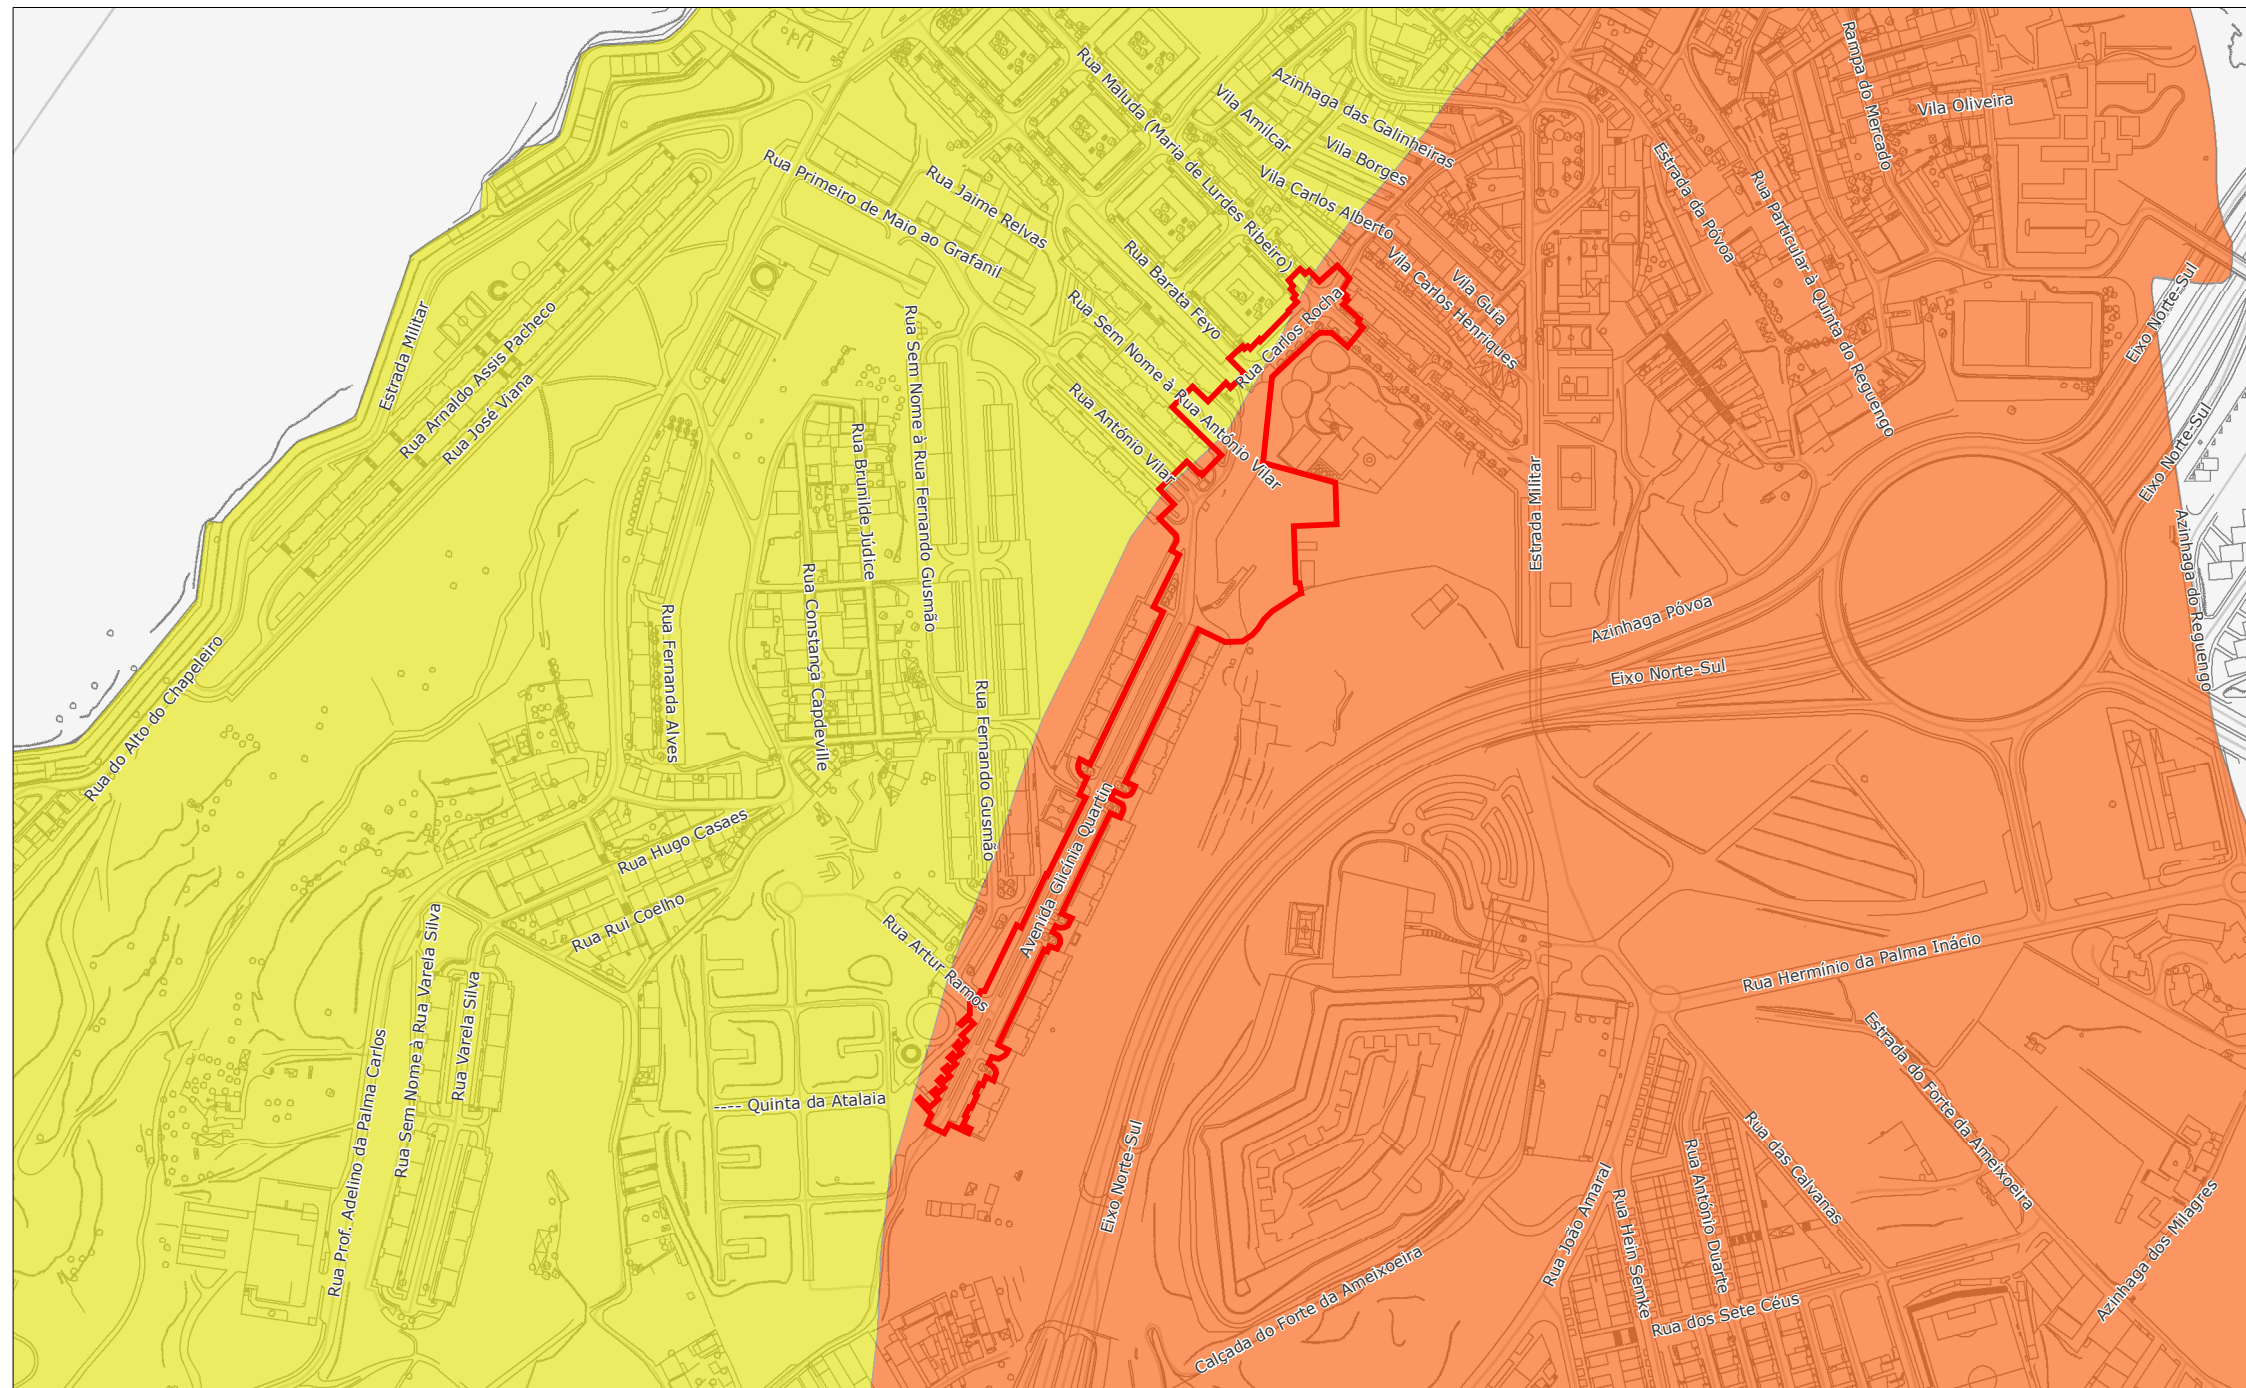 Rampa do Mercado
Vila Oliveira
Rua Maluda (Maria de Lurdes Ribeiro)
Azinhaga das Galinheiras
Vila Amilcar
Vila Borges
Vila Carlos Alberto
Estrada da Póvoa
Rua Particular à Quinta do Reguengo
Rua Primeiro de Maio ao Grafanil
Rua Jaime Relvas
Rua Barata Feyo
Vila Carlos Henriques
Vila Guia
Eixo Norte-Sul
Rua Carlos Rocha
Rua Sem Nome à Rua António Vilar
Estrada Militar
Rua Arnaldo Assis Pacheco
Rua José Viana
Rua Sem Nome à Rua Fernando Gusmão
Rua António Vilar
Rua Brunilde Júdice
Estrada Militar
Eixo Norte-Sul
Azinhaga do Reguengo
Rua Constança Capdeville
Rua Fernanda Alves
Azinhaga Póvoa
Eixo Norte-Sul
Rua do Alto do Chapeleiro
Rua Fernando Gusmão
Avenida Glicínia Quartin
Rua Hugo Casaes
Rua Rui Coelho
Rua Artur Ramos
Rua Hermínio da Palma Inácio
Rua Sem Nome à Rua Varela Silva
Rua Varela Silva
Rua Prof. Adelino da Palma Carlos
---- Quinta da Atalaia
Estrada do Forte da Ameixoeira
Eixo Norte-Sul
Rua das Calvanas
Rua António Duarte
Rua João Amaral
Rua Hein Semke
Azinhaga dos Milagres
Calçada do Forte da Ameixoeira
Rua dos Sete Céus